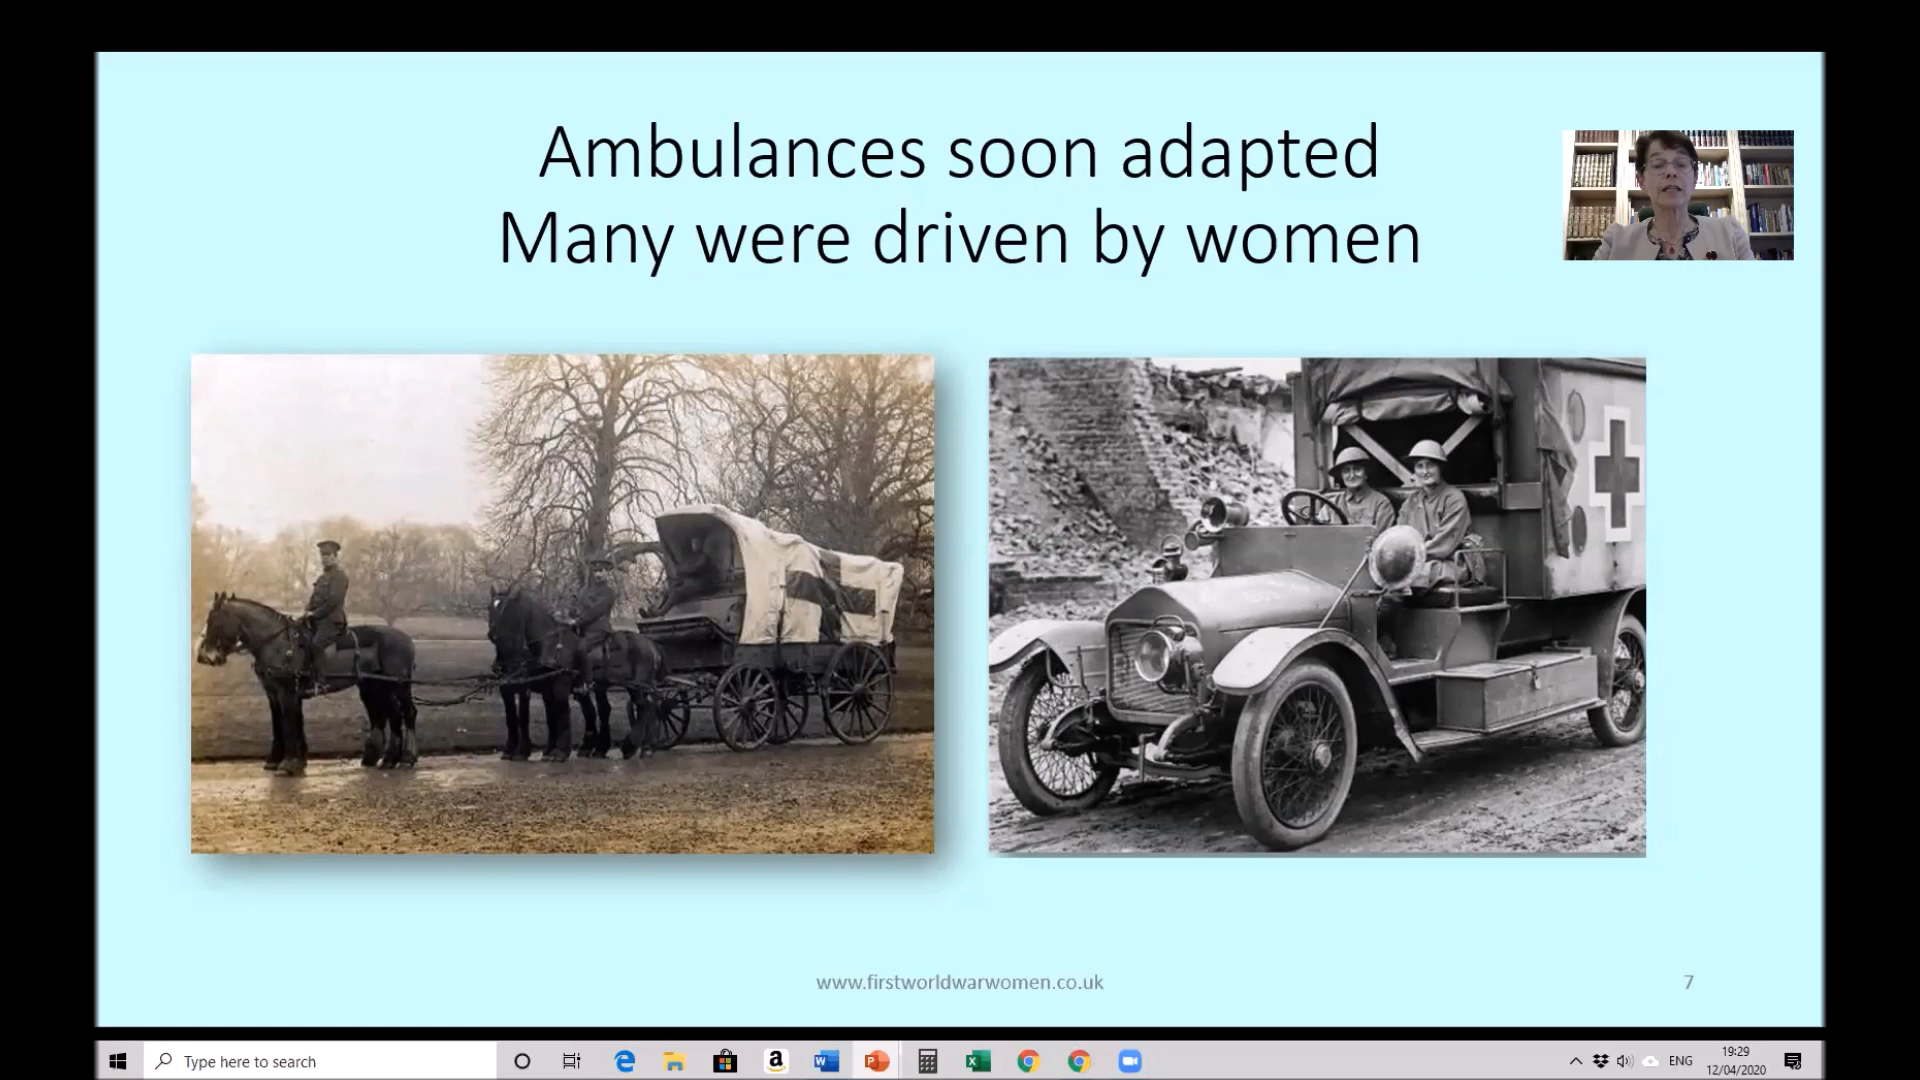 Ambulances soon adapted
Many were driven by women
www.firstworldwarwomen.co.uk
7
Type here to search
ENG
19:29
12/04/2020